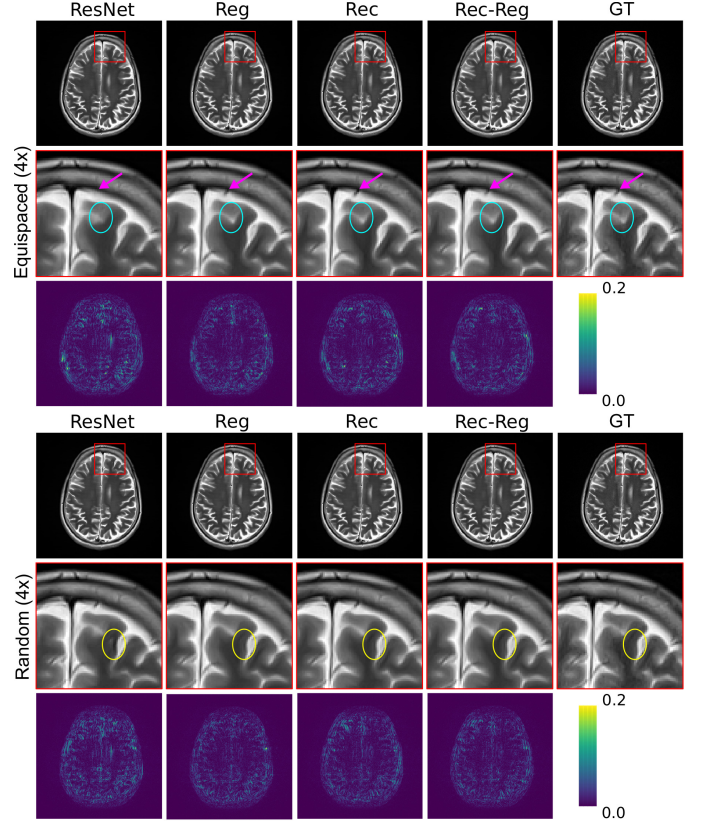 ResNet Reg Rec Rec-Reg GT
Equispaced (4x)
0.2
0.0
ResNet Reg Rec Rec-Reg GT
Random (4x)
0.2
0.0